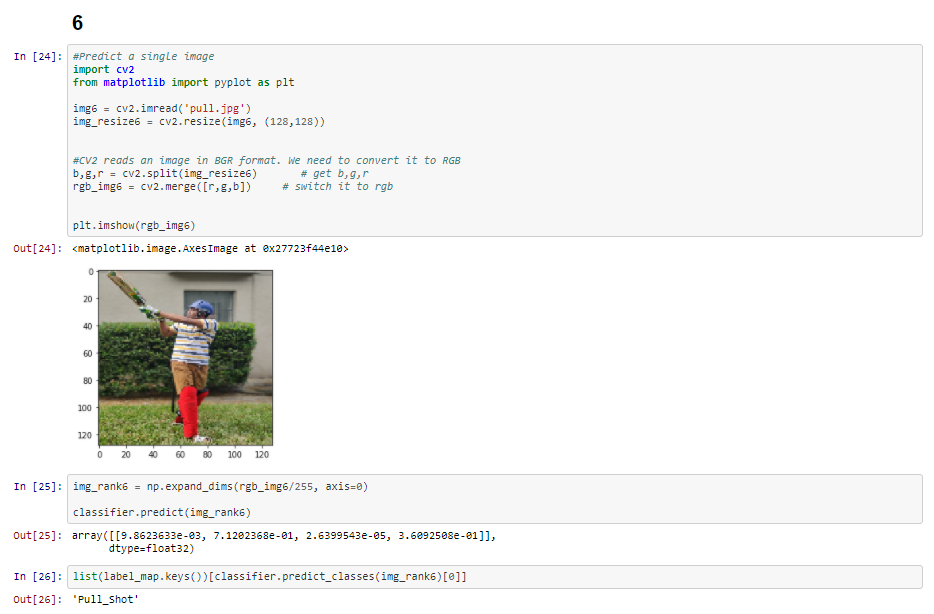 6
In [24]: #Predict a single image
import cv2
from matplotlib import pyplot as plt
img6 = cv2.imread('pull.jpg')
img_resize6 = cv2.resize(img6, (128,128))
#CV2 reads an image in BGR format. We need to convert it to RGB
b,g,r = cv2.split(img_resize6)       # get b,g,r
rgb_img6 = cv2.merge([r,g,b])     # switch it to rgb
plt.imshow(rgb_img6)
Out[24]: <matplotlib.image.AxesImage at 0x27723f44e10>
0
20
40
60
80
100
120
0 20 40 60 80 100 120
In [25]: img_rank6 = np.expand_dims(rgb_img6/255, axis=0)
classifier.predict(img_rank6)
Out[25]: array([[9.8623633e-03, 7.1202368e-01, 2.6399543e-05, 3.6092508e-01]],
dtype=float32)
In [26]: list(label_map.keys())[classifier.predict_classes(img_rank6)[0]]
Out[26]: 'Pull_Shot'